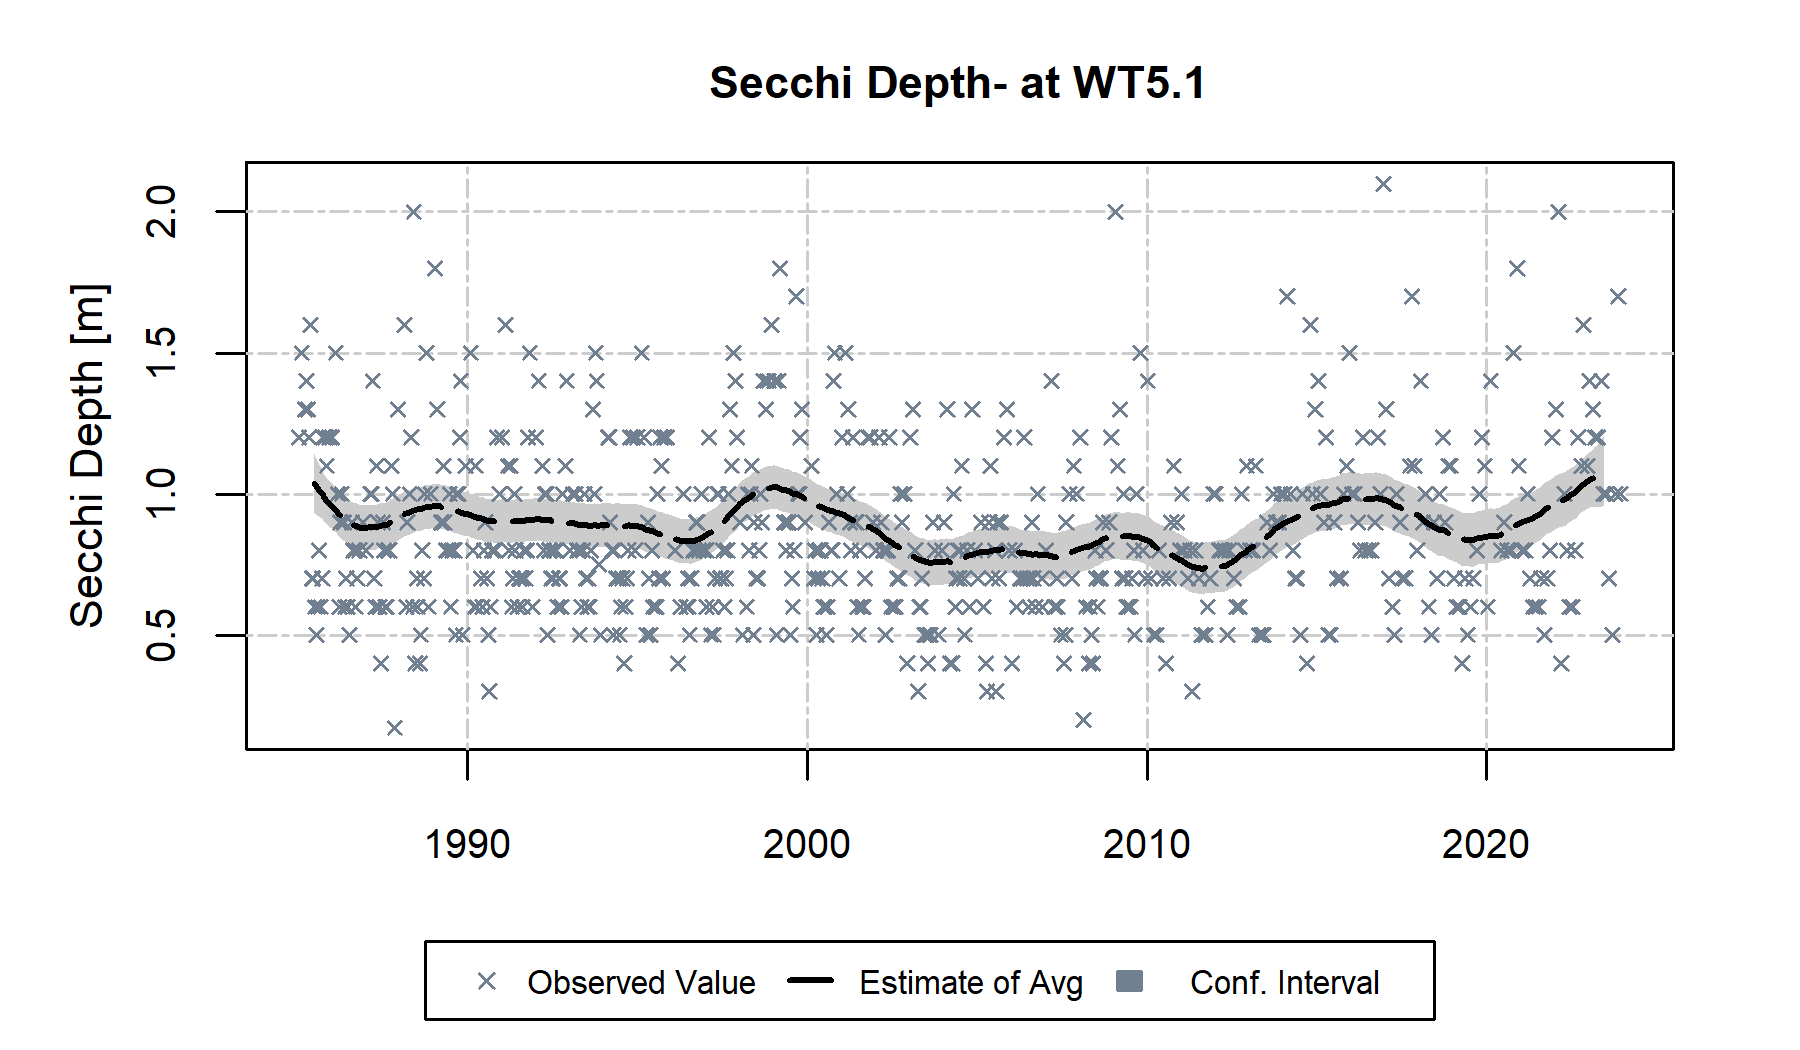 Secchi Depth- at WT5.1
Secchi Depth [m]
2.0
1.5
1.0
0.5
1990 2000 2010 2020
Observed Value Estimate of Avg Conf. Interval